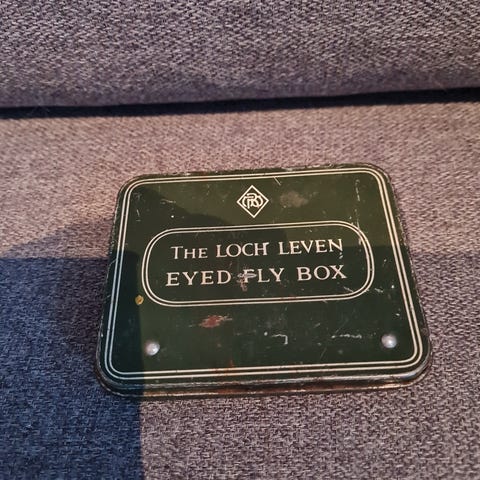 THE LOCH LEVEN
EYED FLY BOX